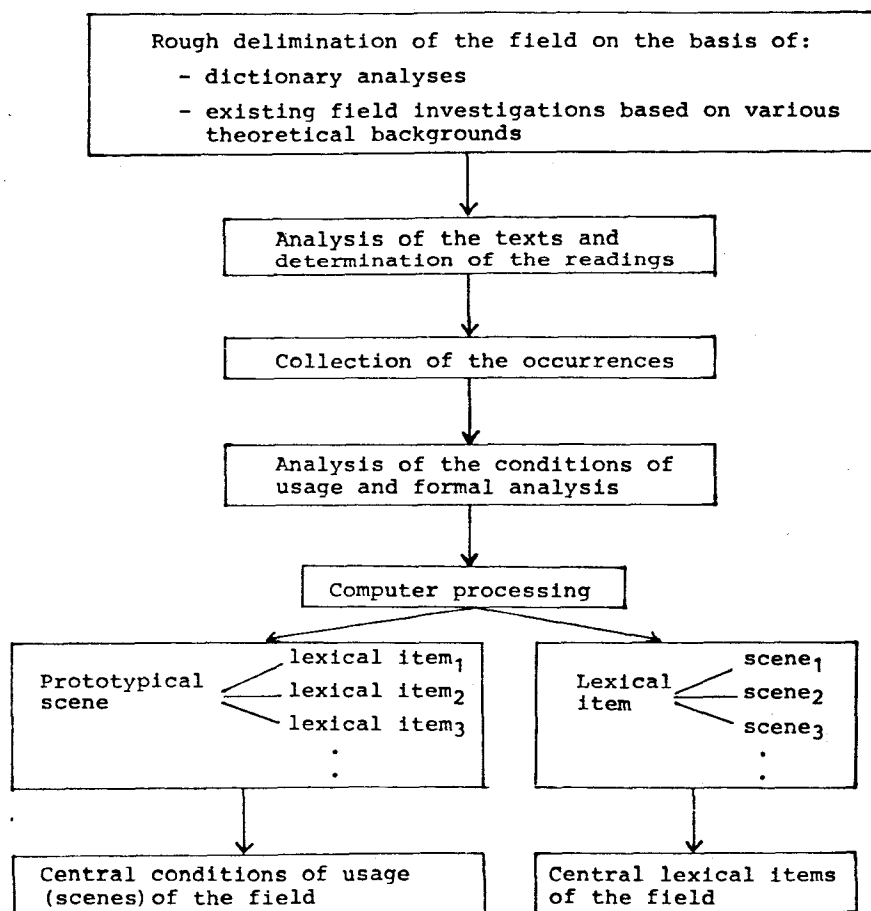 Rough delimination of the field on the basis of:
- dictionary analyses
- existing field investigations based on various
theoretical backgrounds
Analysis of the texts and
determination of the readings
Collection of the occurrences
Analysis of the conditions of
usage and formal analysis
Computer processing
Prototypical
scene
lexical item₁
lexical item₂
lexical item₃
.
.
Lexical
item
scene₁
scene₂
scene₃
.
.
Central conditions of usage
(scenes) of the field
Central lexical items
of the field